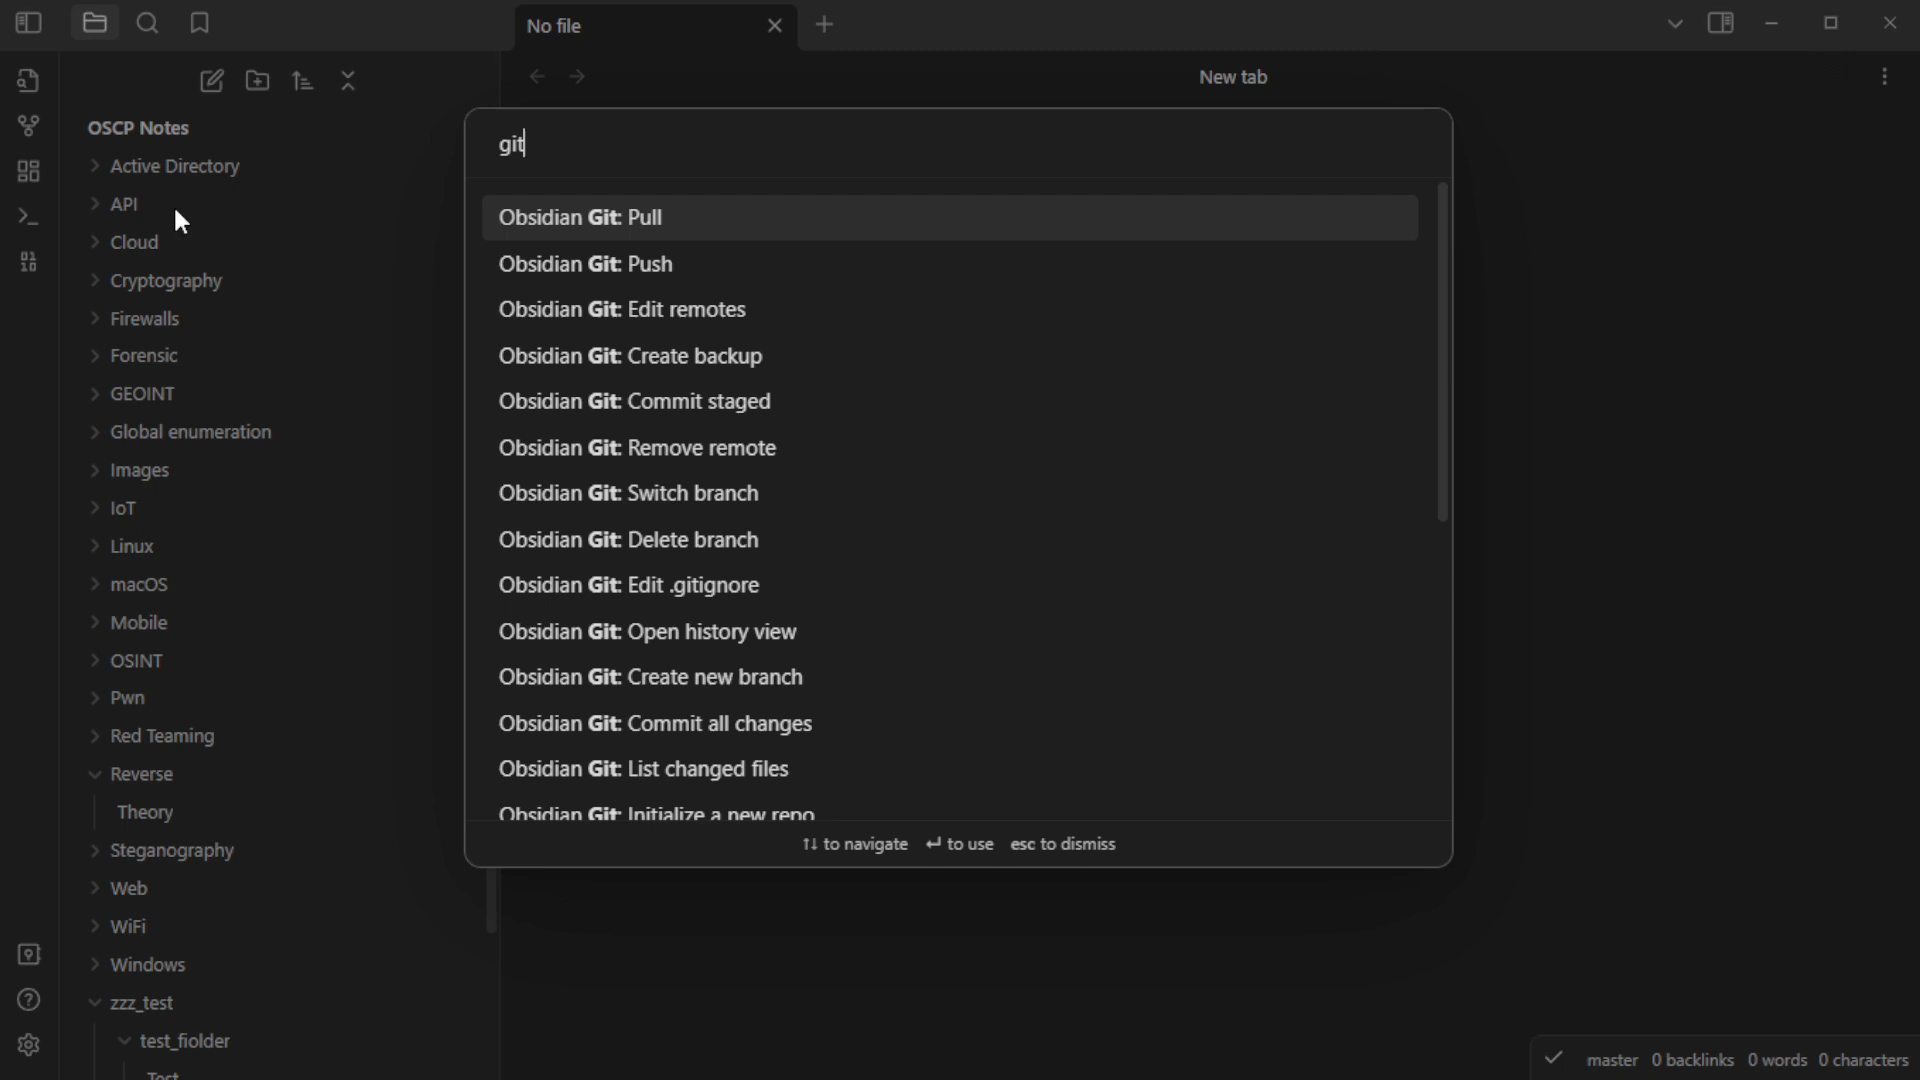 No file
New tab
OSCP Notes
Active Directory
API
Cloud
Cryptography
Firewalls
Forensic
GEOINT
Global enumeration
Images
IoT
Linux
macOS
Mobile
OSINT
Pwn
Red Teaming
Reverse
Theory
Steganography
Web
WiFi
Windows
zzz_test
test_fiolder
Test
git
Obsidian Git: Pull
Obsidian Git: Push
Obsidian Git: Edit remotes
Obsidian Git: Create backup
Obsidian Git: Commit staged
Obsidian Git: Remove remote
Obsidian Git: Switch branch
Obsidian Git: Delete branch
Obsidian Git: Edit .gitignore
Obsidian Git: Open history view
Obsidian Git: Create new branch
Obsidian Git: Commit all changes
Obsidian Git: List changed files
Obsidian Git: Initialize a new repo
↑↓ to navigate ↵ to use esc to dismiss
master 0 backlinks 0 words 0 characters